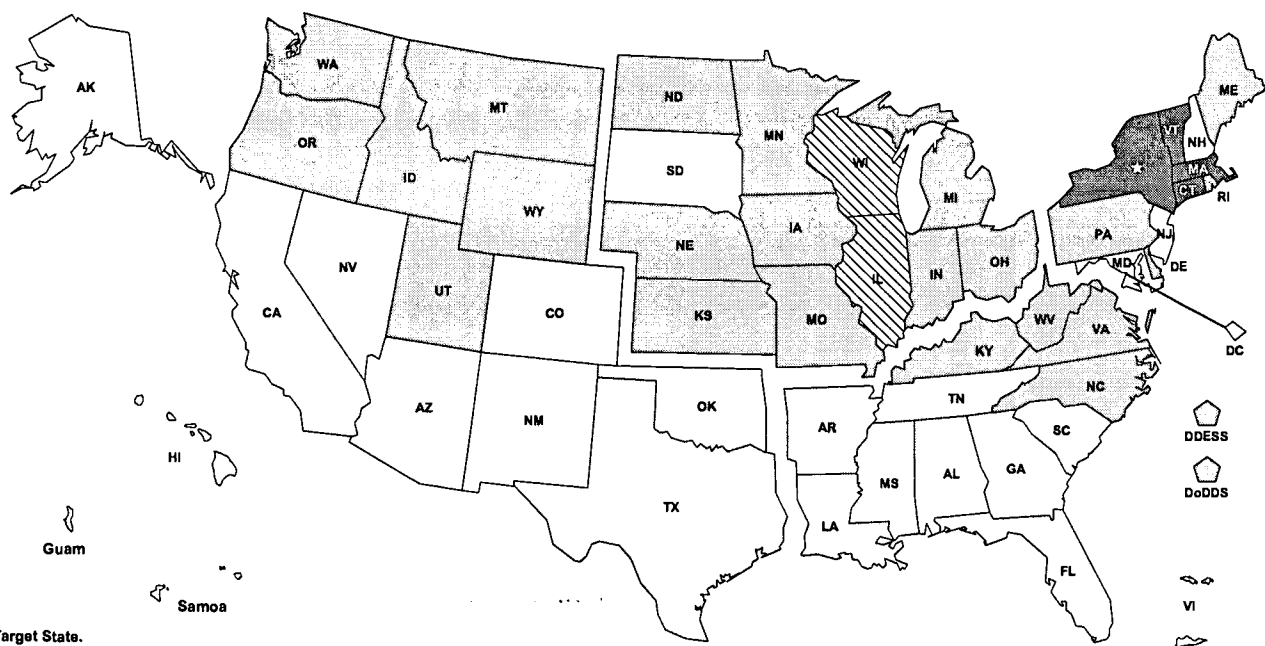 AK
WA
MT
ND
MN
ME
VT
NH
OR
ID
SD
WI
MA
CT
RI
WY
MI
IA
PA
NJ
NE
OH
MD
DE
NV
UT
IL
IN
CA
CO
KS
MO
WV
VA
KY
DC
NC
AZ
NM
OK
TN
AR
SC
DDESS
HI
MS
AL
GA
DoDDS
TX
LA
Guam
FL
Samoa
VI
Target State.